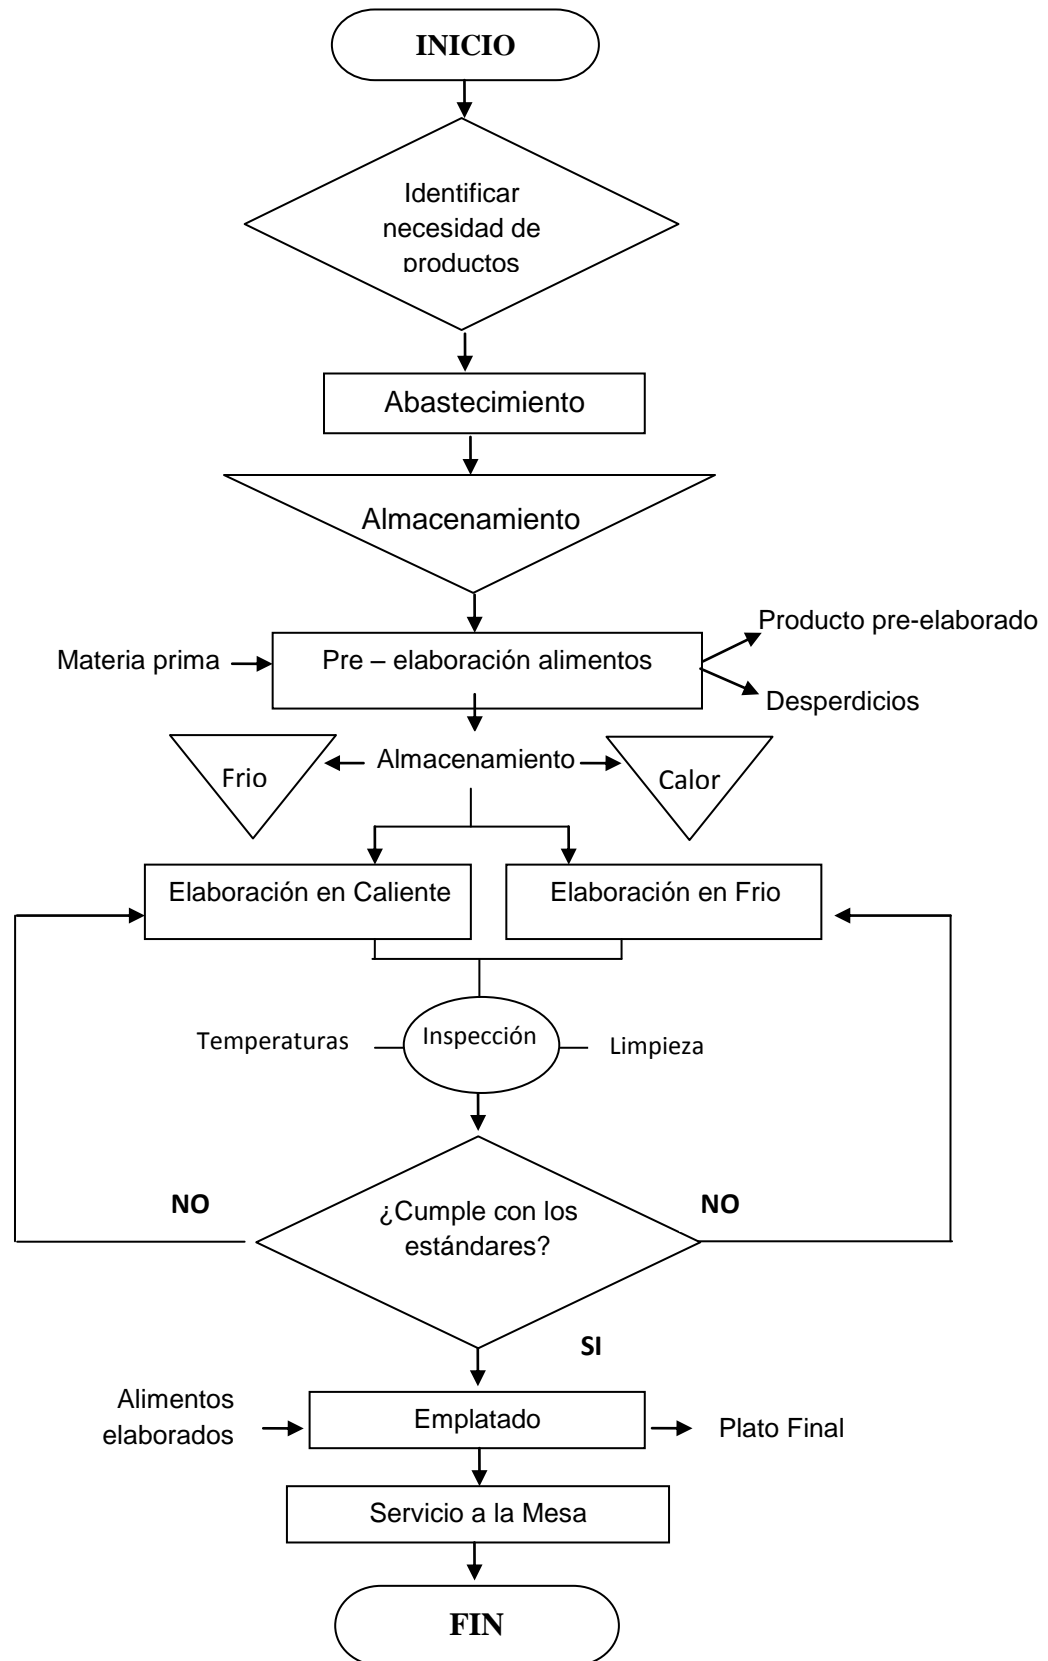 INICIO
Identificar
necesidad de
productos
Abastecimiento
Almacenamiento
Producto pre-elaborado
Materia prima
Pre – elaboración alimentos
Desperdicios
Frio
Almacenamiento
Calor
Elaboración en Caliente
Elaboración en Frio
Temperaturas
Inspección
Limpieza
NO
¿Cumple con los
estándares?
NO
SI
Alimentos
elaborados
Emplatado
Plato Final
Servicio a la Mesa
FIN